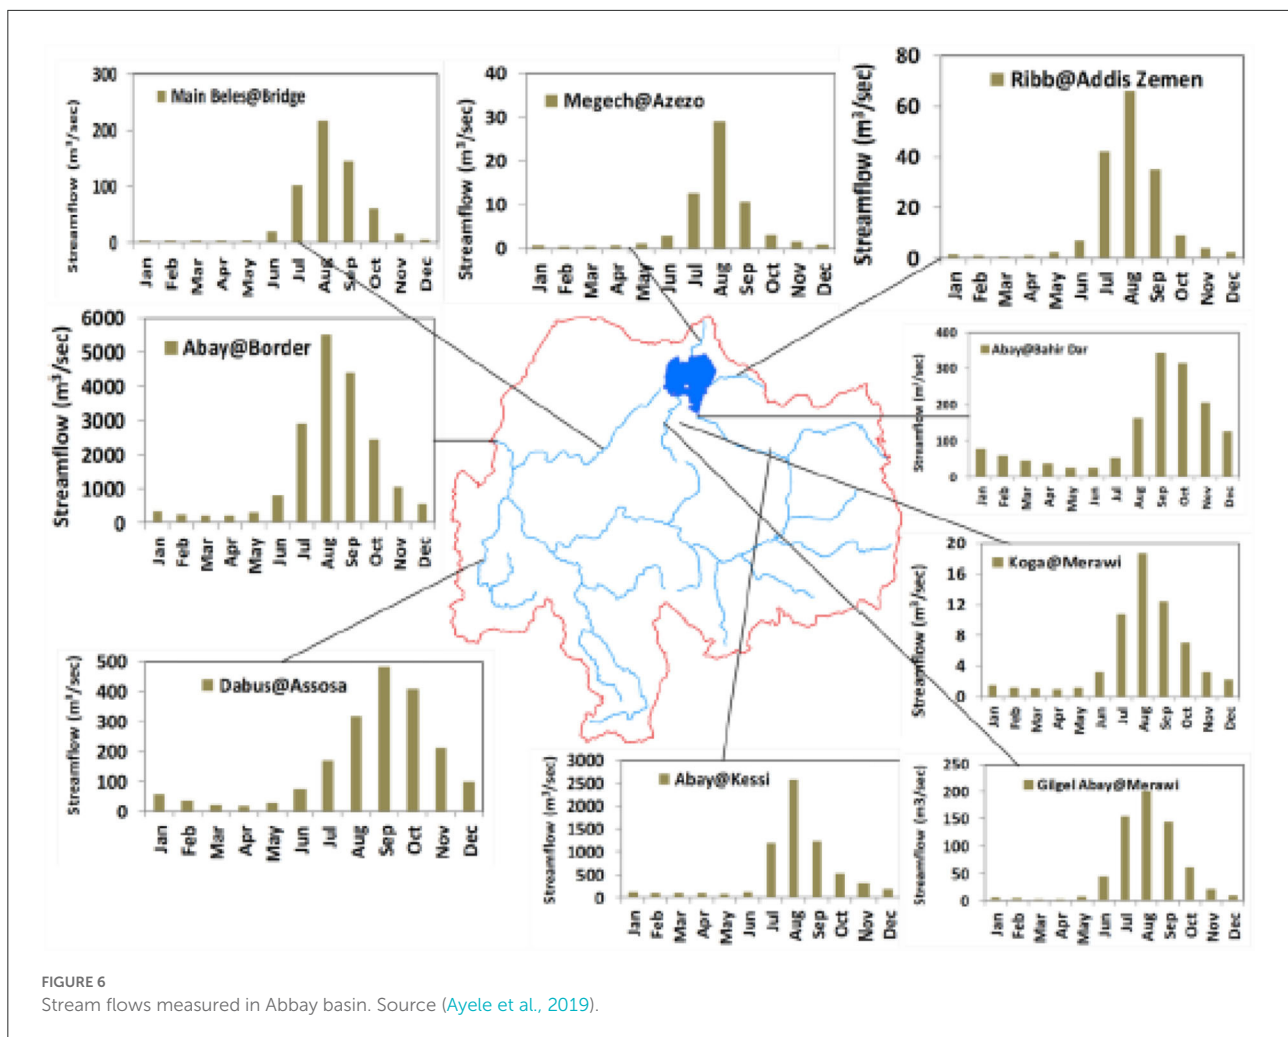 Streamflow (m³/sec)
300
200
100
0
Main Beles@Bridge
Jan Feb Mar Apr May Jun Jul Aug Sep Oct Nov Dec
Streamflow (m³/sec)
40
30
20
10
0
Megech@Azezo
Jan Feb Mar Apr May Jun Jul Aug Sep Oct Nov Dec
Streamflow (m³/sec)
80
60
40
20
0
Ribb@Addis Zemen
Jan Feb Mar Apr May Jun Jul Aug Sep Oct Nov Dec
Streamflow (m³/sec)
6000
5000
4000
3000
2000
1000
0
Abay@Border
Jan Feb Mar Apr May Jun Jul Aug Sep Oct Nov Dec
Streamflow (m³/sec)
400
300
200
100
0
Abay@Bahir Dar
Jan Feb Mar Apr May Jun Jul Aug Sep Oct Nov Dec
Streamflow (m³/sec)
20
16
12
8
4
0
Koga@Merawi
Jan Feb Mar Apr May Jun Jul Aug Sep Oct Nov Dec
Streamflow (m³/sec)
500
400
300
200
100
0
Dabus@Assosa
Jan Feb Mar Apr May Jun Jul Aug Sep Oct Nov Dec
Streamflow (m³/sec)
3000
2500
2000
1500
1000
500
0
Abay@Kessi
Jan Feb Mar Apr May Jun Jul Aug Sep Oct Nov Dec
Streamflow (m3/sec)
250
200
150
100
50
0
Gilgel Abay@Merawi
Jan Feb Mar Apr May Jun Jul Aug Sep Oct Nov Dec
FIGURE 6
Stream flows measured in Abbay basin. Source (Ayele et al., 2019).